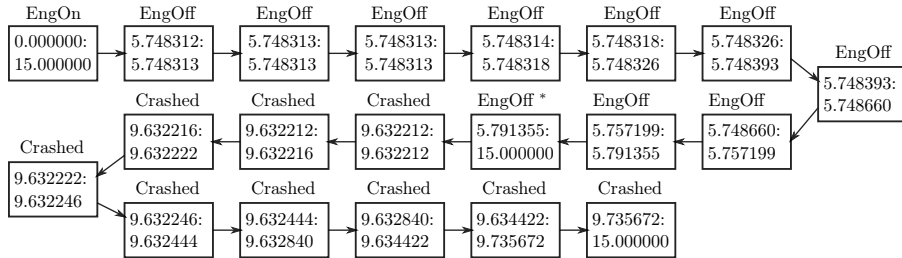 EngOn EngOff EngOff EngOff EngOff EngOff EngOff
0.000000: 5.748312: 5.748313: 5.748313: 5.748314: 5.748318: 5.748326:
15.000000 5.748313 5.748313 5.748313 5.748318 5.748326 5.748393
EngOff
5.748393:
5.748660
Crashed Crashed Crashed EngOff * EngOff EngOff
9.632216: 9.632212: 9.632212: 5.791355: 5.757199: 5.748660:
9.632222 9.632216 9.632212 15.000000 5.791355 5.757199
Crashed
9.632222:
9.632246
Crashed Crashed Crashed Crashed Crashed
9.632246: 9.632444: 9.632840: 9.634422: 9.735672:
9.632444 9.632840 9.634422 9.735672 15.000000